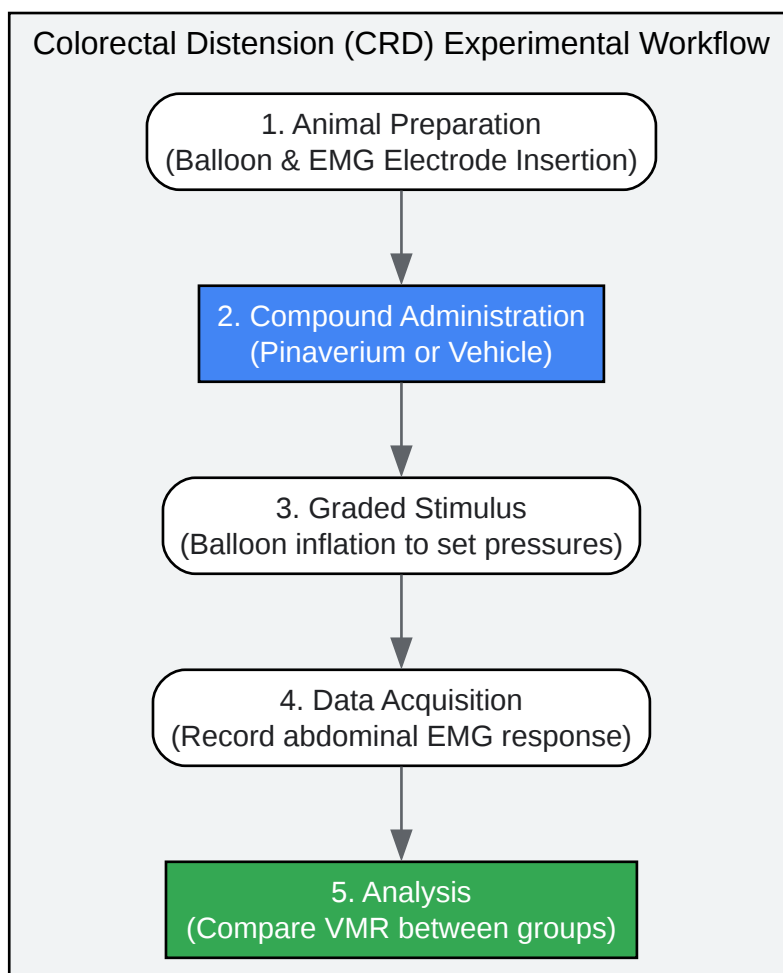 Colorectal Distension (CRD) Experimental Workflow
1. Animal Preparation
(Balloon & EMG Electrode Insertion)
2. Compound Administration
(Pinaverium or Vehicle)
3. Graded Stimulus
(Balloon inflation to set pressures)
4. Data Acquisition
(Record abdominal EMG response)
5. Analysis
(Compare VMR between groups)